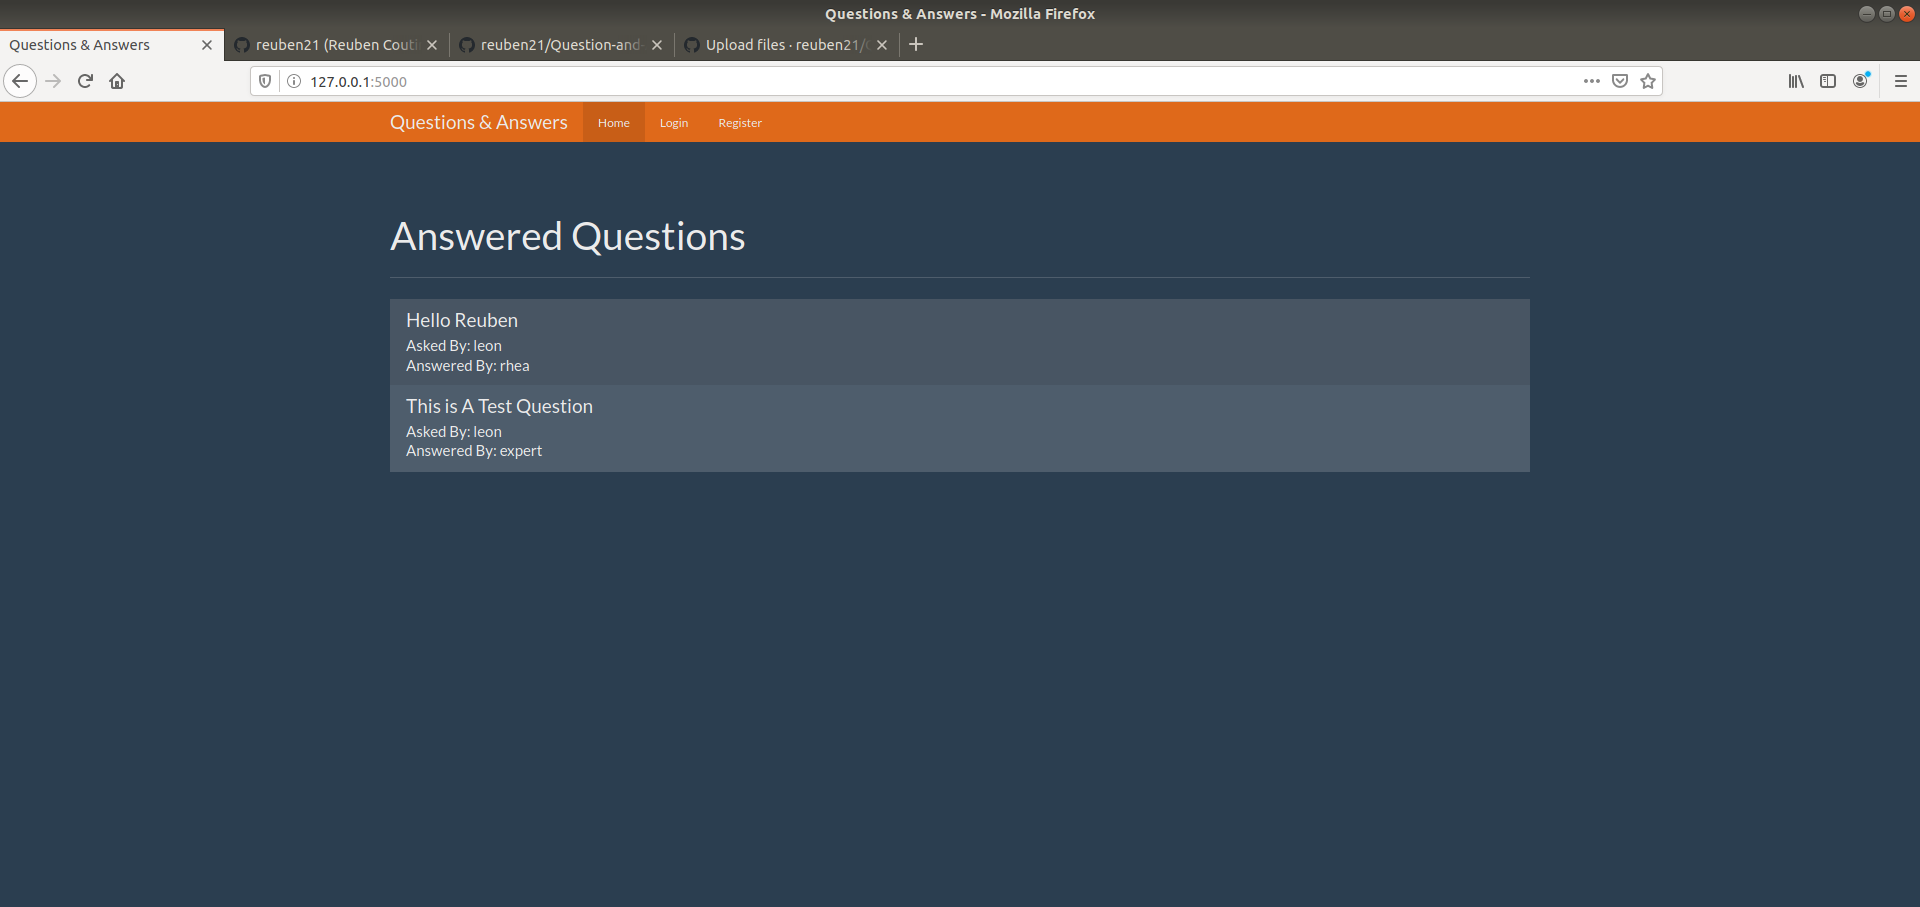 Questions & Answers - Mozilla Firefox
Questions & Answers
reuben21 (Reuben Cout
reuben21/Question-and-
Upload files · reuben21/
127.0.0.1:5000
Questions & Answers
Home
Login
Register
Answered Questions
Hello Reuben
Asked By: leon
Answered By: rhea
This is A Test Question
Asked By: leon
Answered By: expert